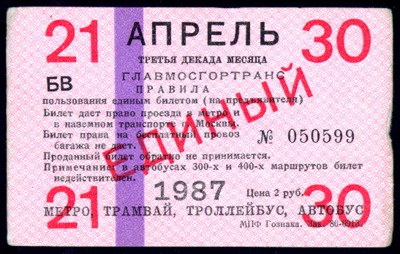 21 АПРЕЛЬ 30
ТРЕТЬЯ ДЕКАДА МЕСЯЦА
БВ ГЛАВМОСГОРТРАНС
ПРАВИЛА
пользования единым билетом (на предъявителя)
Билет дает право проезда в метро и
в наземном транспорте г. Москвы.
Билет права на бесплатный провоз
багажа не дает.
№ 050599
Проданный билет обратно не принимается.
Примечание: в автобусах 300-х и 400-х маршрутов билет
недействителен.
ЕДИНЫЙ
21 1987 Цена 2 руб. 30
МЕТРО, ТРАМВАЙ, ТРОЛЛЕЙБУС, АВТОБУС
МПФ Гознака. Зак.